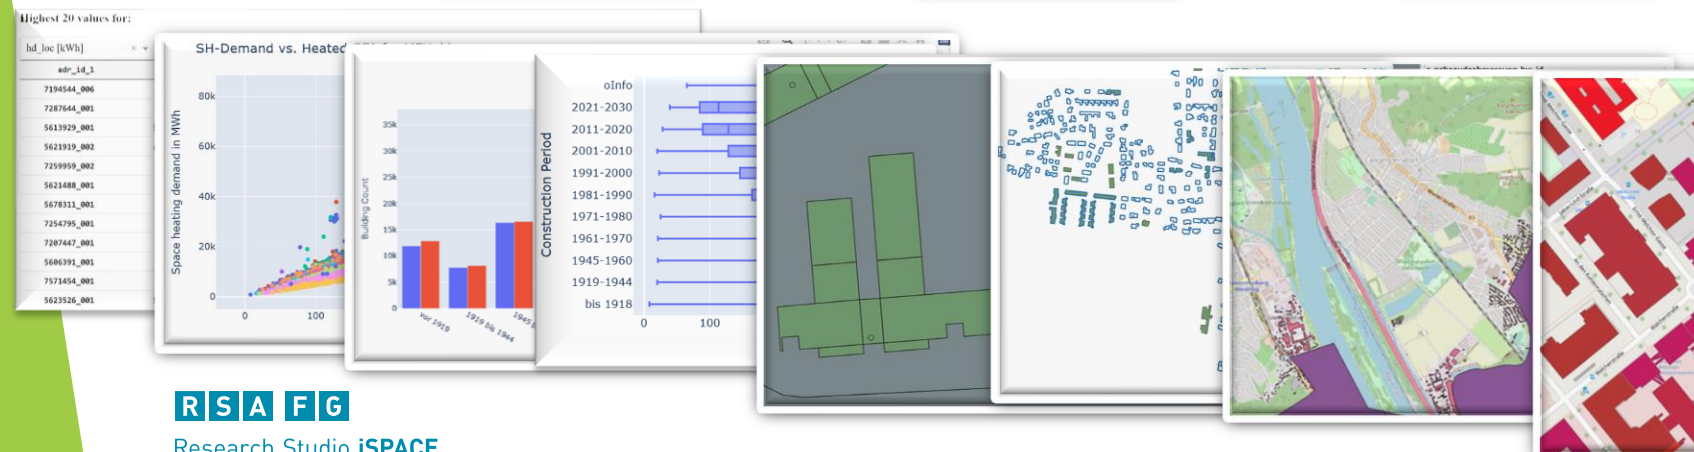 Highest 20 values for:
hd_loc [kWh]
adr_id_1
7194544_006
7287644_001
5613929_001
5621919_002
7259959_002
5621488_001
5678311_001
7254795_001
7207447_001
5606391_001
7571454_001
5623526_001
SH-Demand vs. Heated
Space heating demand in MWh
80k
60k
40k
20k
0
0
100
Building Count
35k
30k
25k
20k
15k
10k
5k
0
vor 1919
1919 bis 1944
1945 b
Construction Period
oInfo
2021-2030
2011-2020
2001-2010
1991-2000
1981-1990
1971-1980
1961-1970
1945-1960
1919-1944
bis 1918
0
100
RSA FG
Research Studio iSPACE